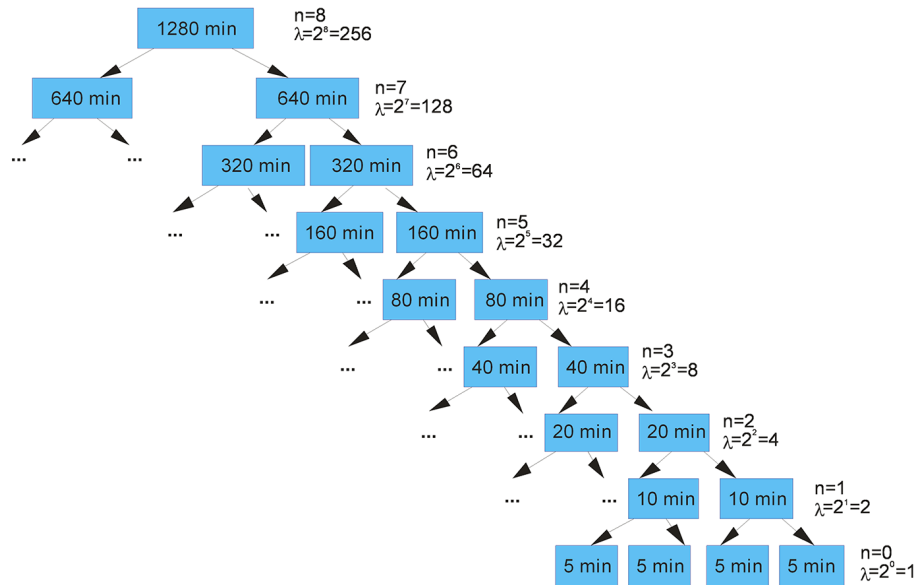 1280 min
n=8
λ=2⁸=256
640 min
640 min
n=7
λ=2⁷=128
...
...
320 min
320 min
n=6
λ=2⁶=64
...
...
160 min
160 min
n=5
λ=2⁵=32
...
...
80 min
80 min
n=4
λ=2⁴=16
...
...
40 min
40 min
n=3
λ=2³=8
...
...
20 min
20 min
n=2
λ=2²=4
...
...
10 min
10 min
n=1
λ=2¹=2
5 min
5 min
5 min
5 min
n=0
λ=2⁰=1